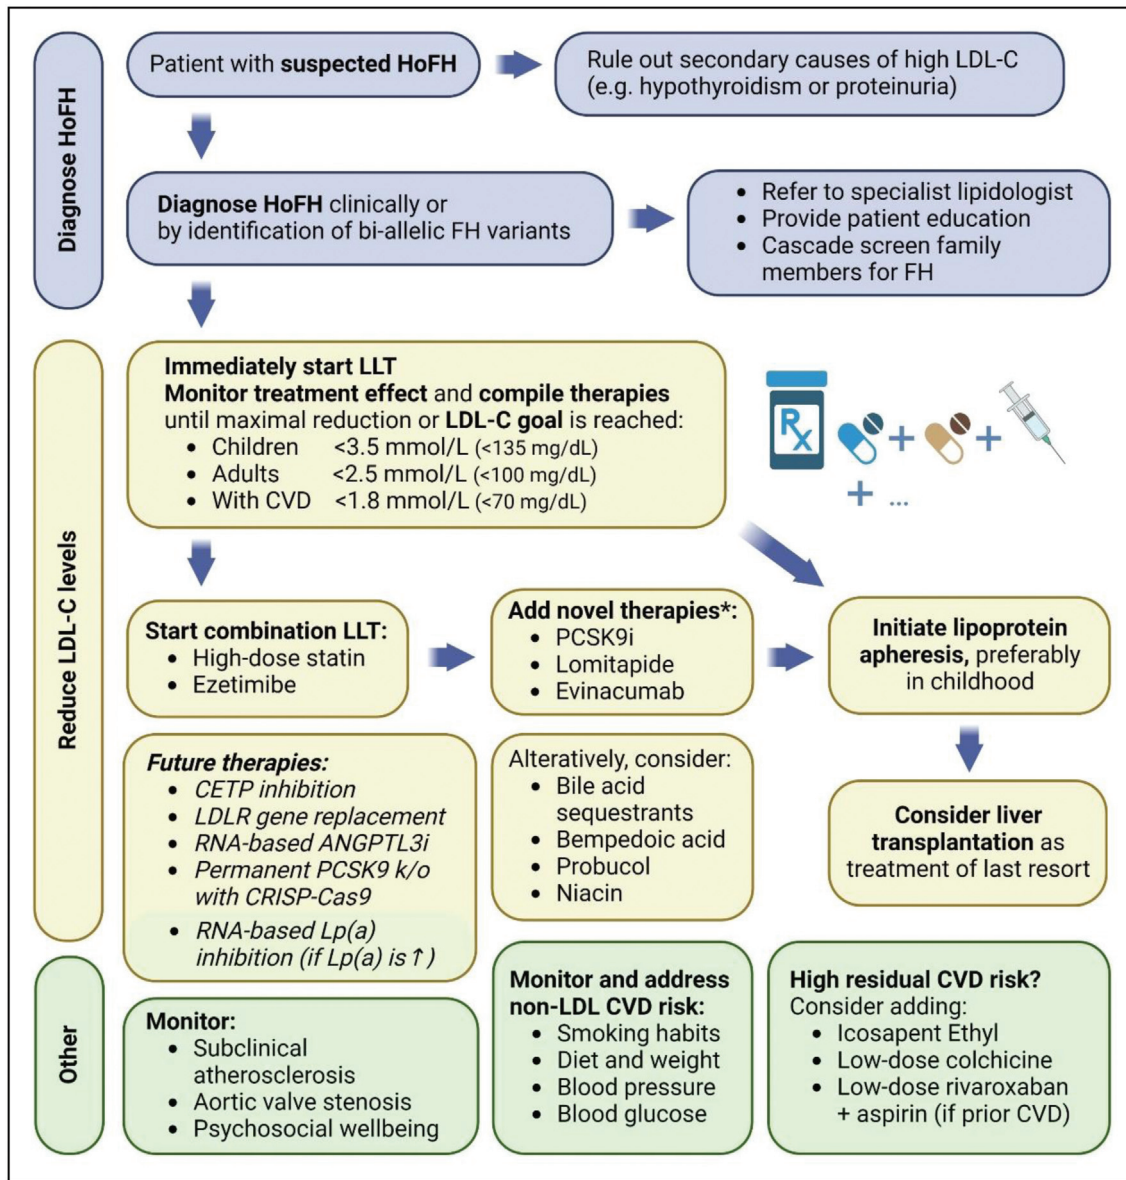 Diagnose HoFH
Patient with suspected HoFH
Rule out secondary causes of high LDL-C
(e.g. hypothyroidism or proteinuria)
Diagnose HoFH clinically or
by identification of bi-allelic FH variants
• Refer to specialist lipidologist
• Provide patient education
• Cascade screen family
members for FH
Reduce LDL-C levels
Immediately start LLT
Monitor treatment effect and compile therapies
until maximal reduction or LDL-C goal is reached:
• Children <3.5 mmol/L (<135 mg/dL)
• Adults <2.5 mmol/L (<100 mg/dL)
• With CVD <1.8 mmol/L (<70 mg/dL)
Rx
+ +
+ ...
Start combination LLT:
• High-dose statin
• Ezetimibe
Add novel therapies*:
• PCSK9i
• Lomitapide
• Evinacumab
Initiate lipoprotein
apheresis, preferably
in childhood
Future therapies:
• CETP inhibition
• LDLR gene replacement
• RNA-based ANGPTL3i
• Permanent PCSK9 k/o
with CRISP-Cas9
• RNA-based Lp(a)
inhibition (if Lp(a) is ↑)
Alteratively, consider:
• Bile acid
sequestrants
• Bempedoic acid
• Probucol
• Niacin
Consider liver
transplantation as
treatment of last resort
Other
Monitor:
• Subclinical
atherosclerosis
• Aortic valve stenosis
• Psychosocial wellbeing
Monitor and address
non-LDL CVD risk:
• Smoking habits
• Diet and weight
• Blood pressure
• Blood glucose
High residual CVD risk?
Consider adding:
• Icosapent Ethyl
• Low-dose colchicine
• Low-dose rivaroxaban
+ aspirin (if prior CVD)